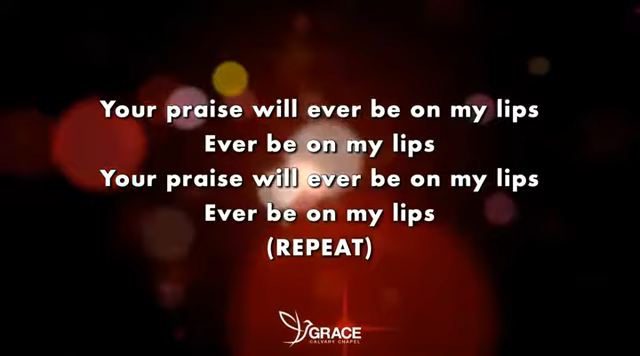 Your praise will ever be on my lips
Ever be on my lips
Your praise will ever be on my lips
Ever be on my lips
(REPEAT)
GRACE
CALVARY CHAPEL